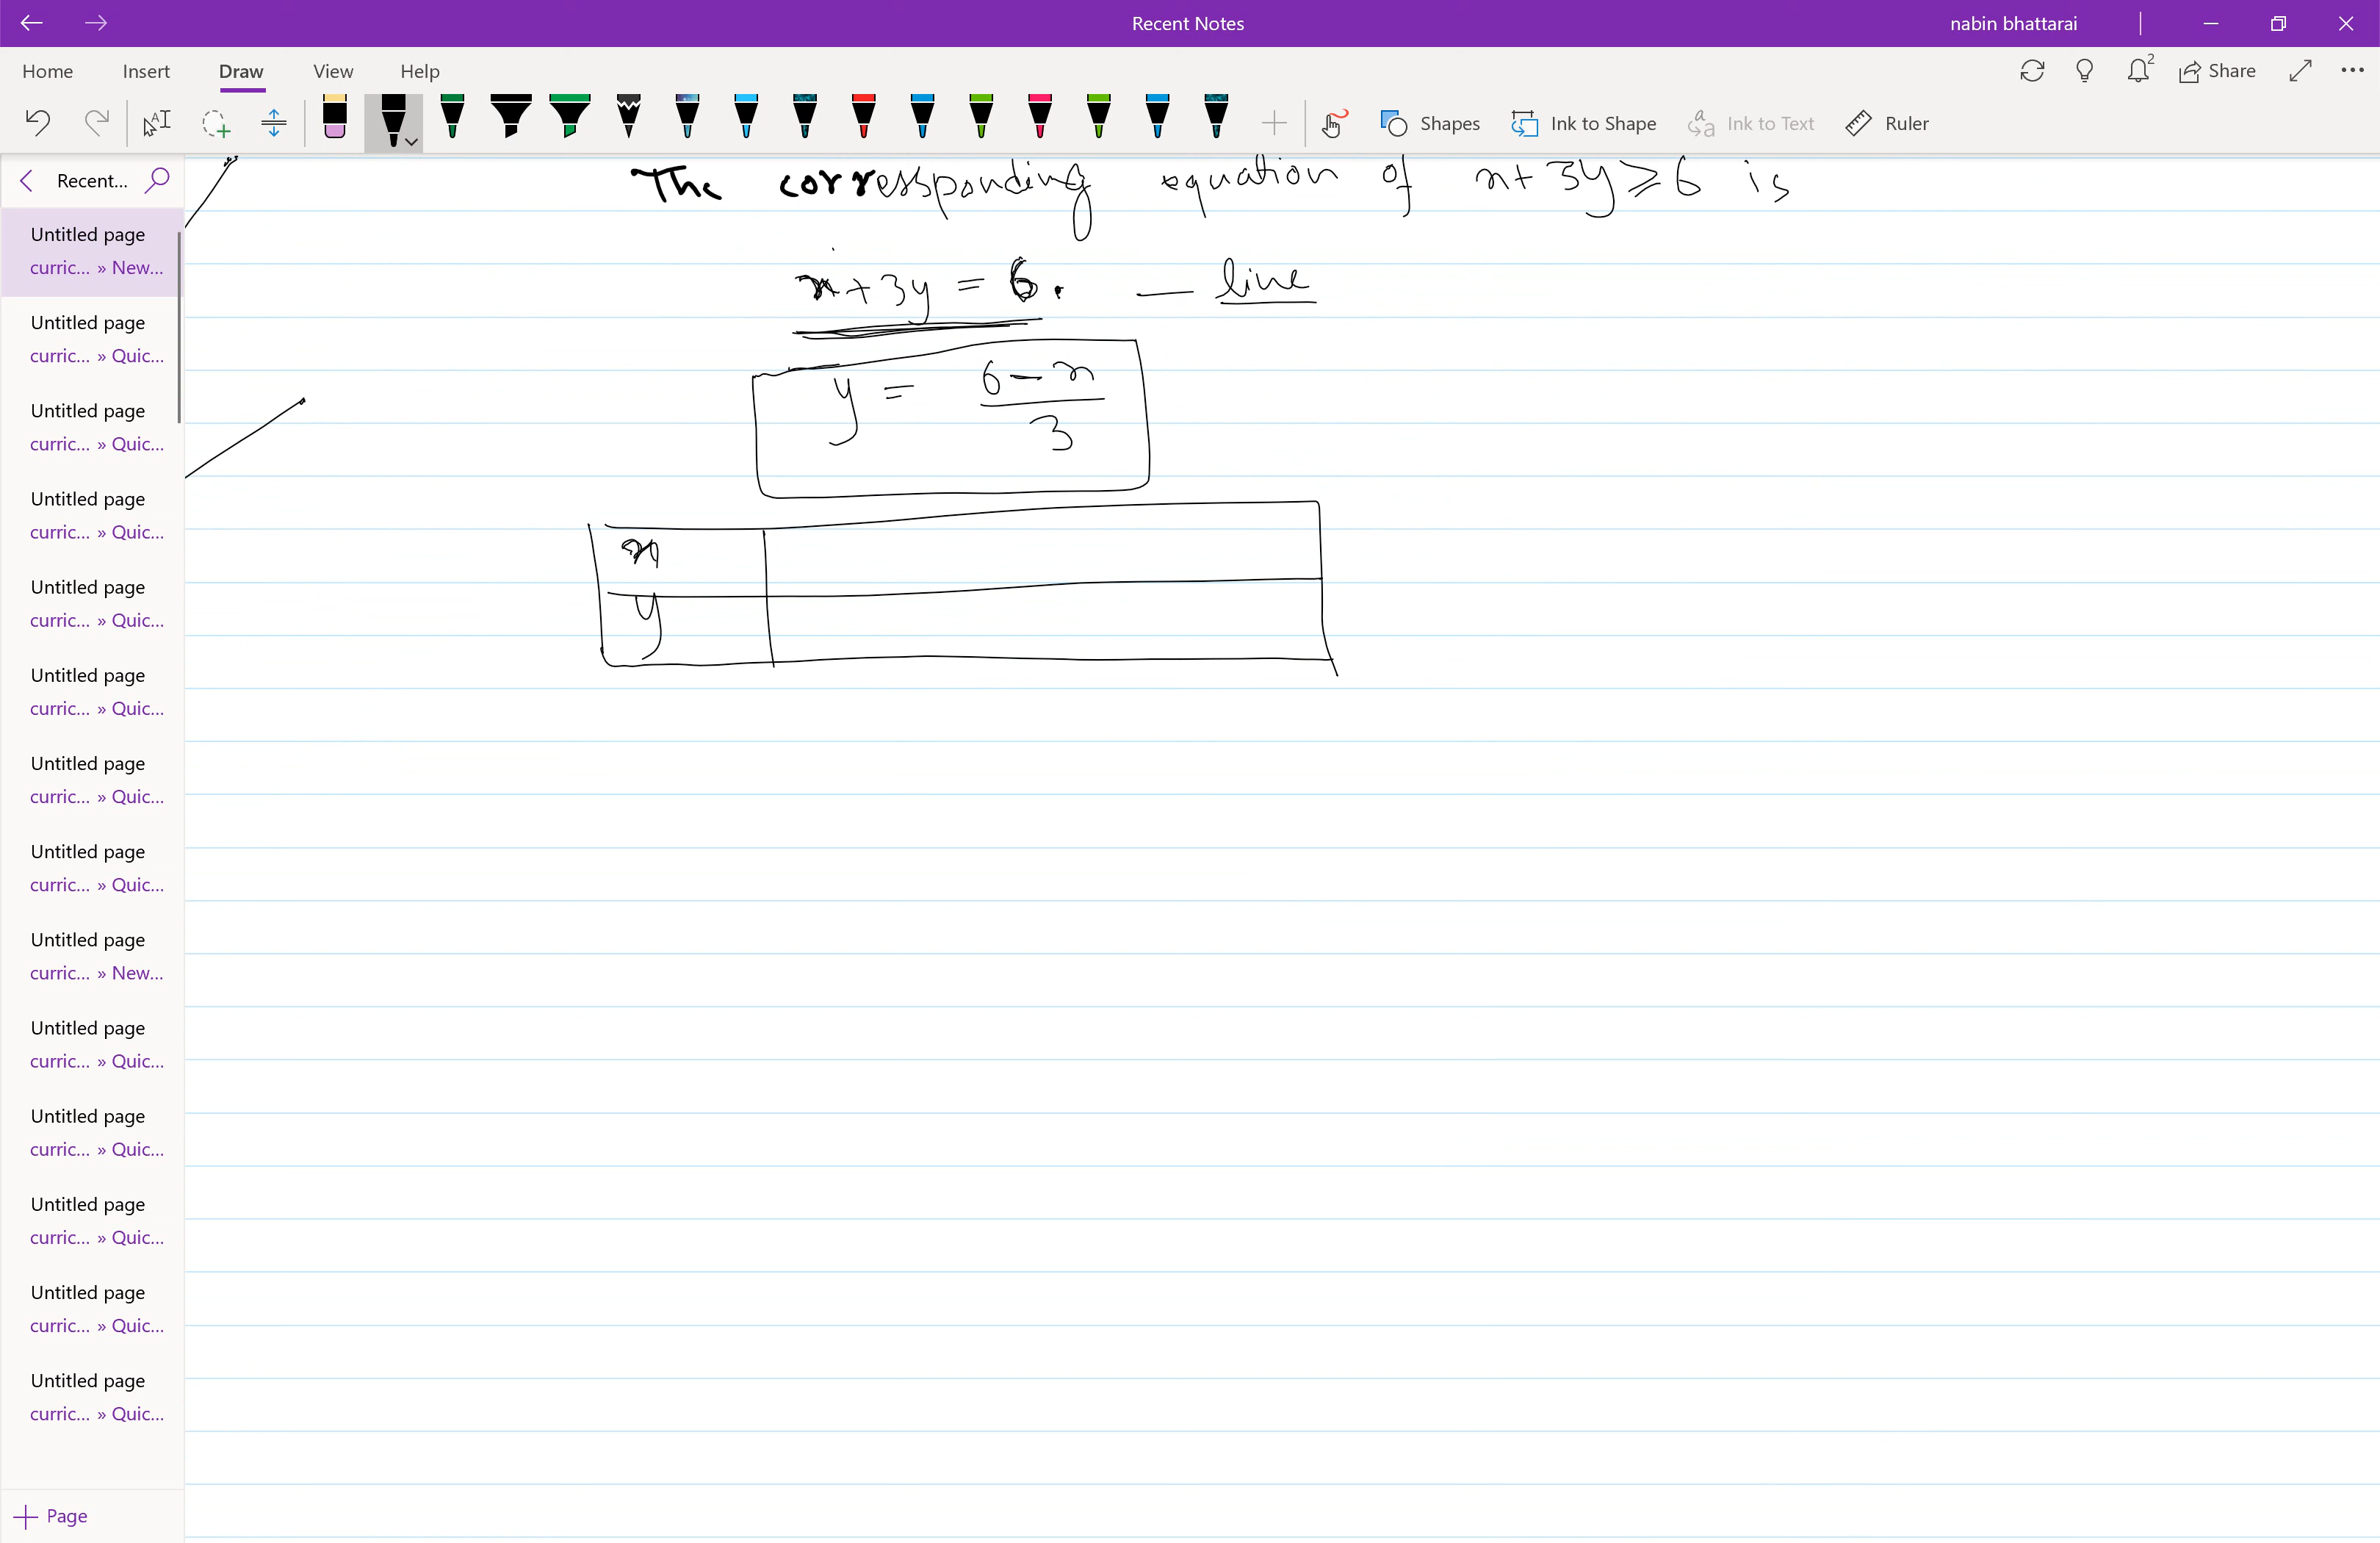 Recent Notes
nabin bhattarai
Home Insert Draw View Help
2 Share
Shapes Ink to Shape Ink to Text Ruler
Recent...
Untitled page
curric... » New...
Untitled page
curric... » Quic...
Untitled page
curric... » Quic...
Untitled page
curric... » Quic...
Untitled page
curric... » Quic...
Untitled page
curric... » Quic...
Untitled page
curric... » Quic...
Untitled page
curric... » Quic...
Untitled page
curric... » New...
Untitled page
curric... » Quic...
Untitled page
curric... » Quic...
Untitled page
curric... » Quic...
Untitled page
curric... » Quic...
Untitled page
curric... » Quic...
+ Page
The corressponding equation of x+3y ≥ 6 is
x+3y = 6. — line
y = 6 - x
3
x
y